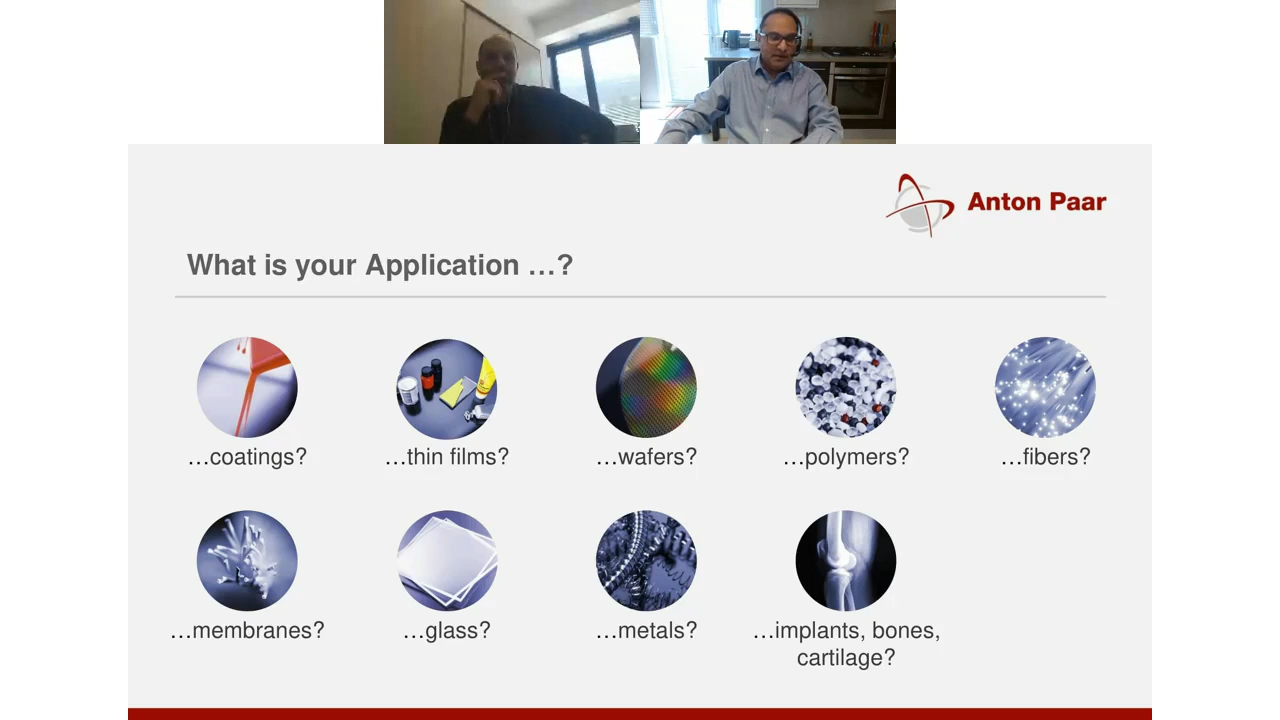 Anton Paar
What is your Application …?
…coatings?
…thin films?
…wafers?
…polymers?
…fibers?
…membranes?
…glass?
…metals?
…implants, bones,
cartilage?